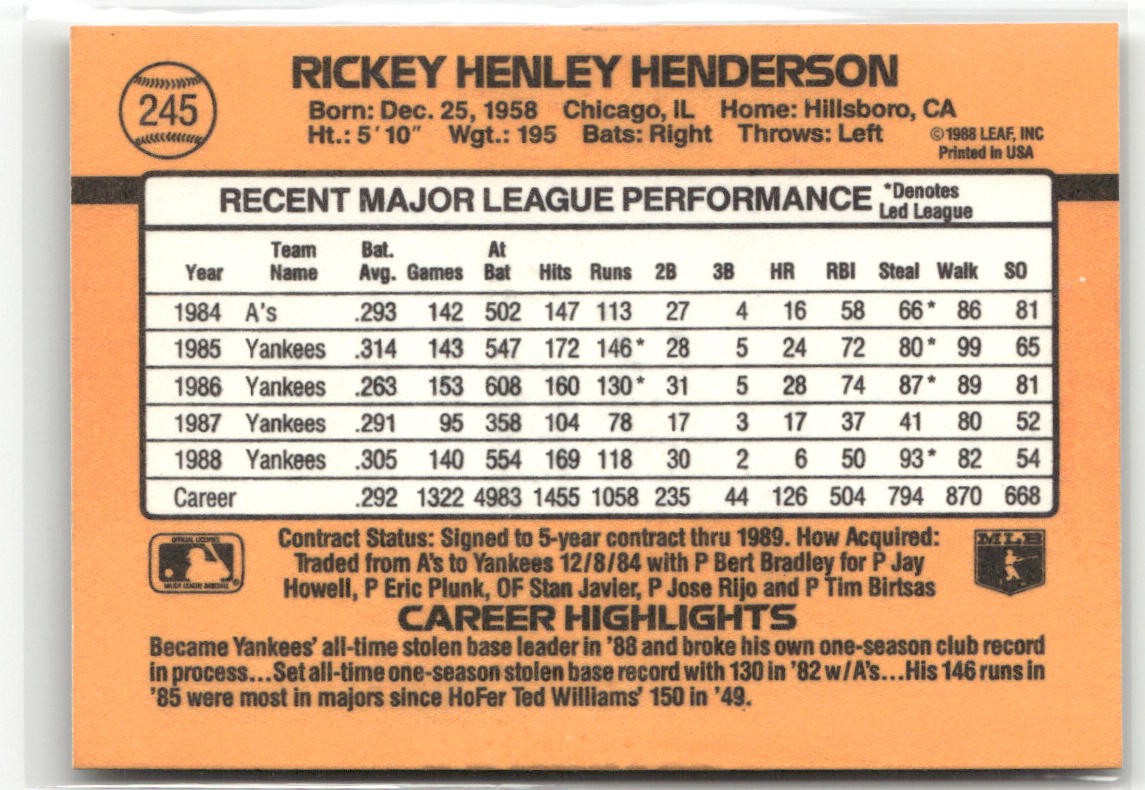 245
RICKEY HENLEY HENDERSON
Born: Dec. 25, 1958 Chicago, IL Home: Hillsboro, CA
Ht.: 5'10" Wgt.: 195 Bats: Right Throws: Left
©1988 LEAF, INC
Printed in USA
RECENT MAJOR LEAGUE PERFORMANCE *Denotes Led League
Year Team Name Bat. Avg. Games At Bat Hits Runs 2B 3B HR RBI Steal Walk SO
1984 A's .293 142 502 147 113 27 4 16 58 66* 86 81
1985 Yankees .314 143 547 172 146* 28 5 24 72 80* 99 65
1986 Yankees .263 153 608 160 130* 31 5 28 74 87* 89 81
1987 Yankees .291 95 358 104 78 17 3 17 37 41 80 52
1988 Yankees .305 140 554 169 118 30 2 6 50 93* 82 54
Career .292 1322 4983 1455 1058 235 44 126 504 794 870 668
Contract Status: Signed to 5-year contract thru 1989. How Acquired:
Traded from A's to Yankees 12/8/84 with P Bert Bradley for P Jay
Howell, P Eric Plunk, OF Stan Javier, P Jose Rijo and P Tim Birtsas
OFFICIAL LICENSEE
MAJOR LEAGUE BASEBALL
MLB
CAREER HIGHLIGHTS
Became Yankees' all-time stolen base leader in '88 and broke his own one-season club record
in process...Set all-time one-season stolen base record with 130 in '82 w/A's...His 146 runs in
'85 were most in majors since HoFer Ted Williams' 150 in '49.